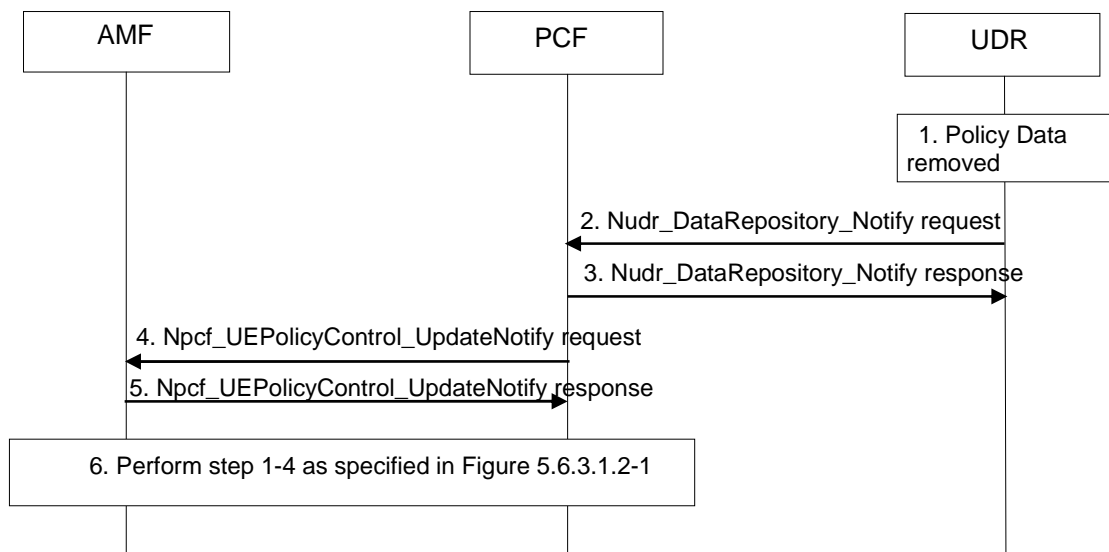 AMF
PCF
UDR
1. Policy Data
removed
2. Nudr_DataRepository_Notify request
3. Nudr_DataRepository_Notify response
4. Npcf_UEPolicyControl_UpdateNotify request
5. Npcf_UEPolicyControl_UpdateNotify response
6. Perform step 1-4 as specified in Figure 5.6.3.1.2-1